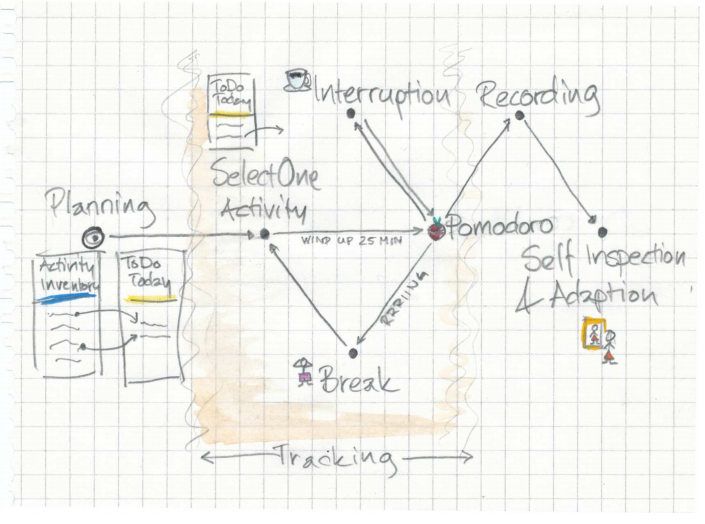 ToDo
Today
Interruption
Recording
Select One
Activity
Planning
WIND UP 25 MIN
Pomodoro
Self Inspection
& Adaption
Activity
Inventory
ToDo
Today
RRRIING
Break
Tracking